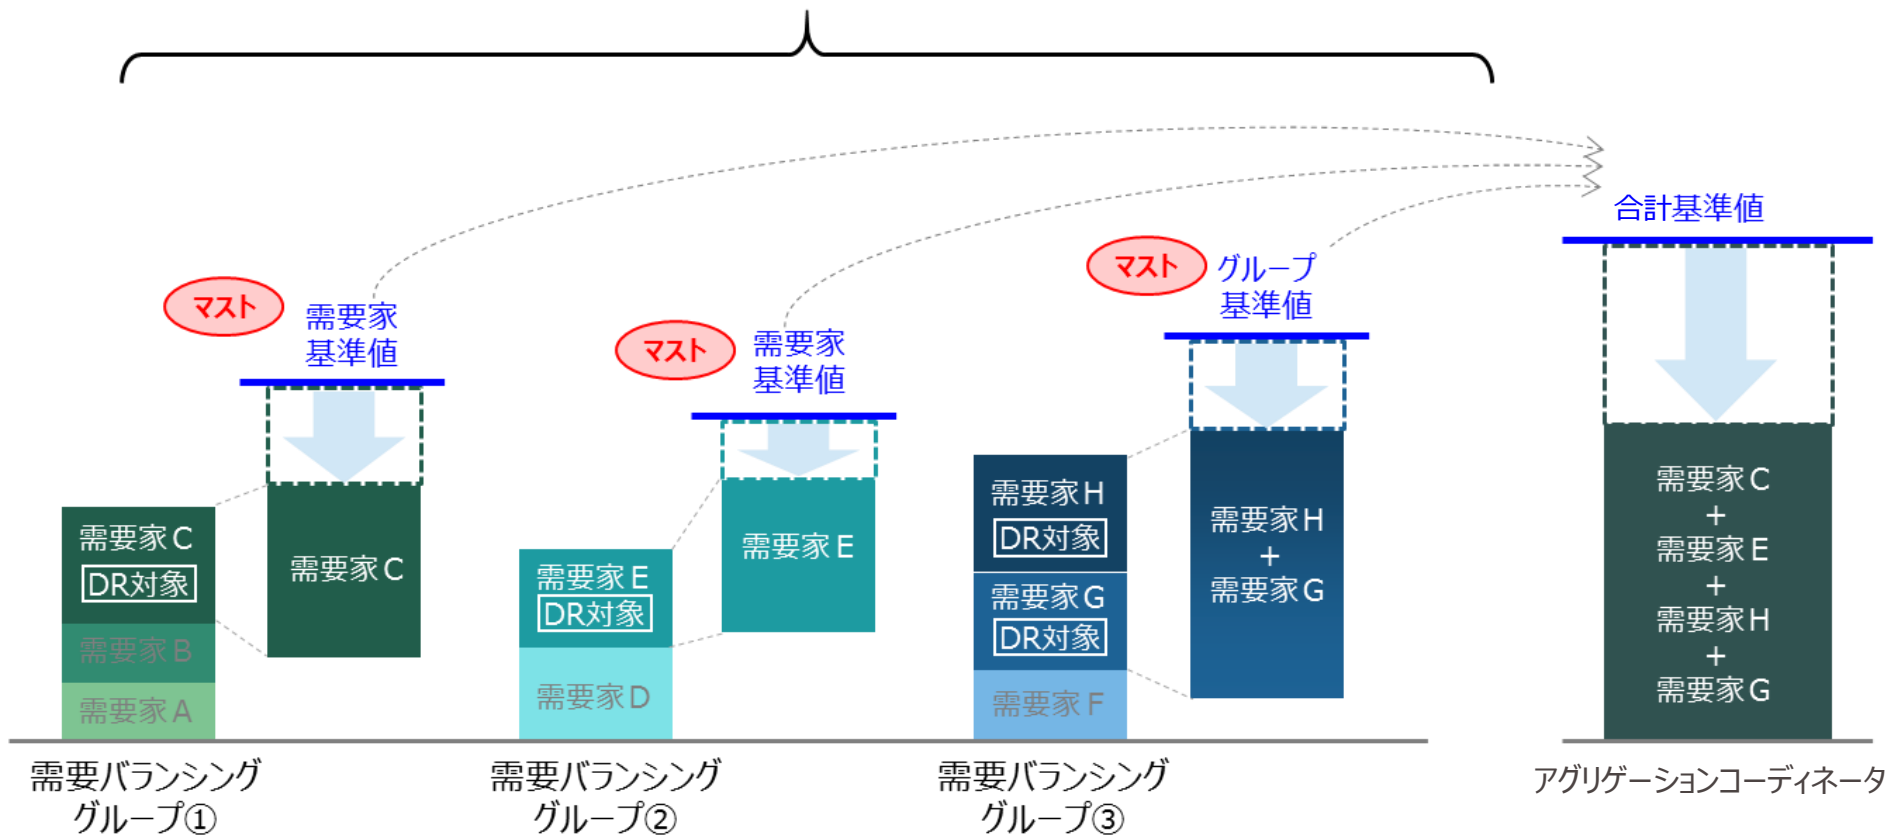 合計基準値
マスト
グループ
基準値
マスト
需要家
基準値
マスト
需要家
基準値
需要家C
DR対象
需要家B
需要家A
需要家C
需要家E
DR対象
需要家D
需要家E
需要家H
DR対象
需要家G
DR対象
需要家F
需要家H
+
需要家G
需要家C
+
需要家E
+
需要家H
+
需要家G
需要バランシング
グループ①
需要バランシング
グループ②
需要バランシング
グループ③
アグリゲーションコーディネータ